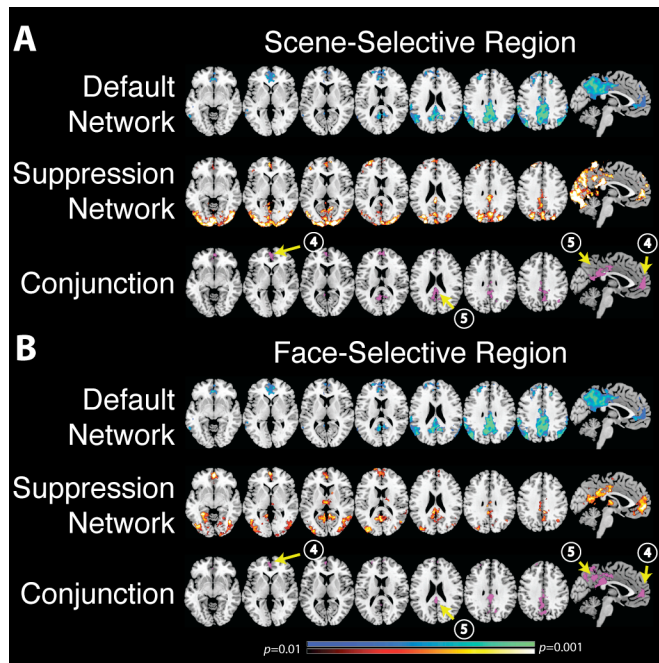 A
Scene-Selective Region
Default
Network
Suppression
Network
4
5
4
Conjunction
5
B
Face-Selective Region
Default
Network
Suppression
Network
4
5
4
Conjunction
5
p=0.01
p=0.001